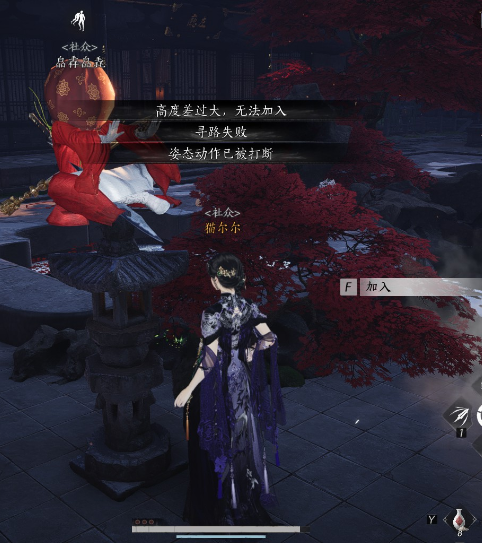 <社众>
高度差过大，无法加入
寻路失败
姿态动作已被打断
<社众>
猫尔尔
F 加入
1
Y